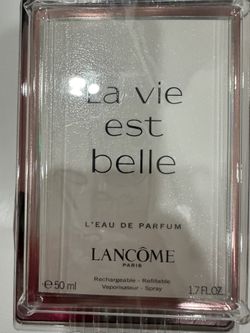 La vie
est
belle
L'EAU DE PARFUM
LANCÔME
PARIS
Rechargeable - Refillable
Vaporisateur - Spray
℮ 50 ml 1.7 FL.OZ.